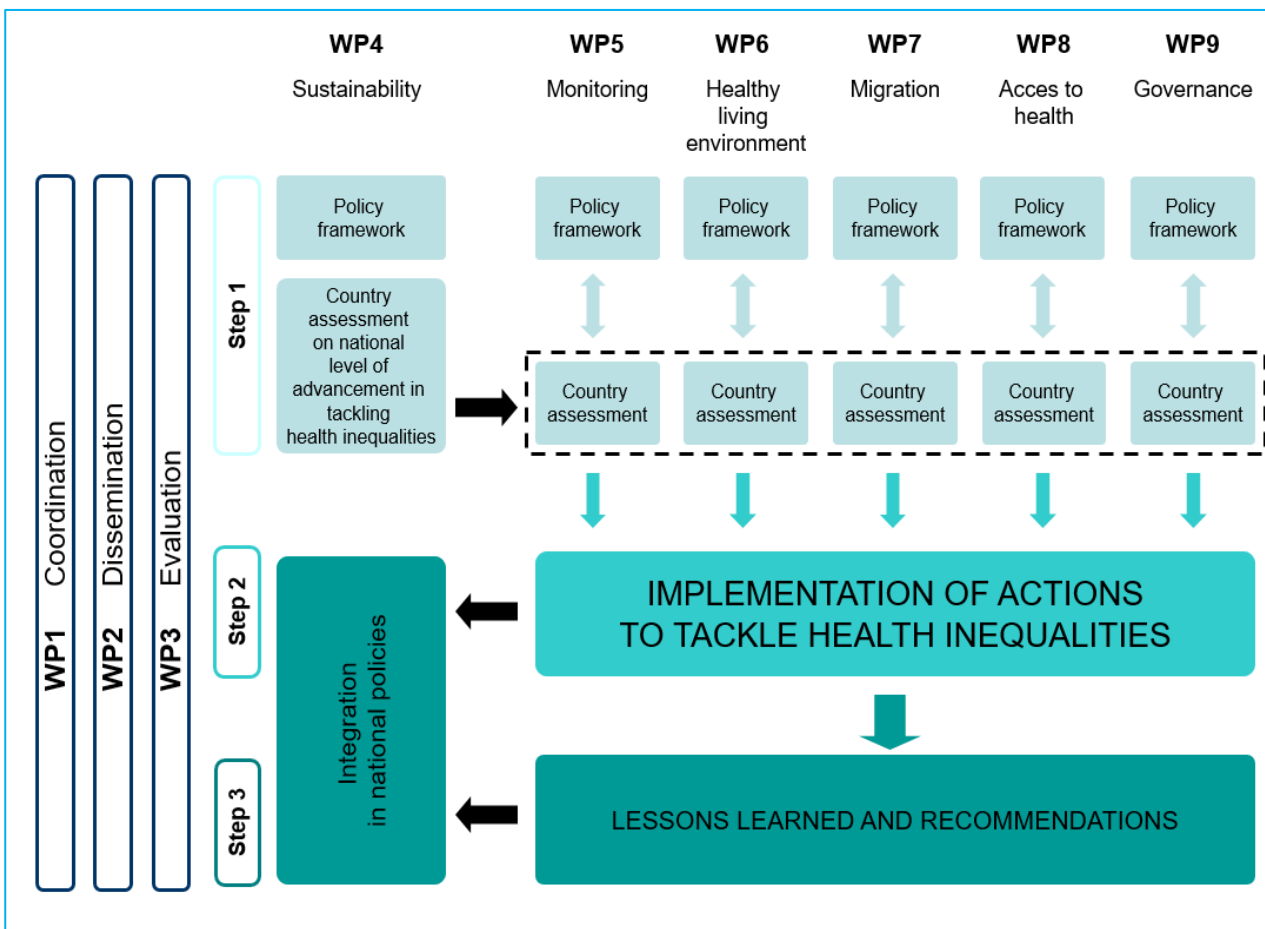 WP4
WP5
WP6
WP7
WP8
WP9
Sustainability
Monitoring
Healthy
living
environment
Migration
Acces to
health
Governance
WP1 Coordination
WP2 Dissemination
WP3 Evaluation
Step 1
Policy
framework
Policy
framework
Policy
framework
Policy
framework
Policy
framework
Policy
framework
Country
assessment
on national
level of
advancement in
tackling
health inequalities
Country
assessment
Country
assessment
Country
assessment
Country
assessment
Country
assessment
Step 2
Integration
in national policies
IMPLEMENTATION OF ACTIONS
TO TACKLE HEALTH INEQUALITIES
Step 3
LESSONS LEARNED AND RECOMMENDATIONS